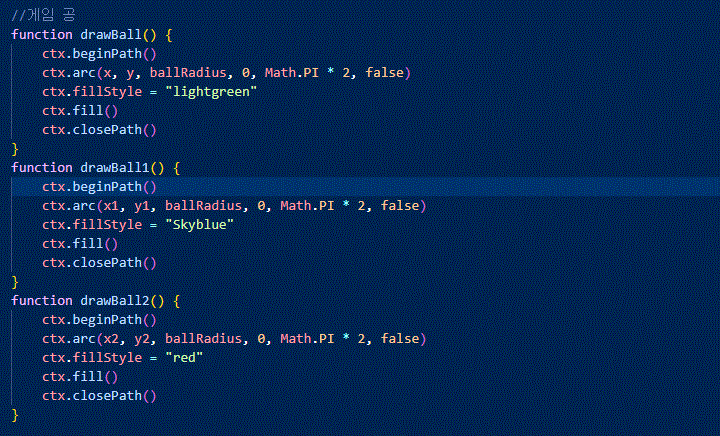 //게임 공
function drawBall() {
    ctx.beginPath()
    ctx.arc(x, y, ballRadius, 0, Math.PI * 2, false)
    ctx.fillStyle = "lightgreen"
    ctx.fill()
    ctx.closePath()
}
function drawBall1() {
    ctx.beginPath()
    ctx.arc(x1, y1, ballRadius, 0, Math.PI * 2, false)
    ctx.fillStyle = "Skyblue"
    ctx.fill()
    ctx.closePath()
}
function drawBall2() {
    ctx.beginPath()
    ctx.arc(x2, y2, ballRadius, 0, Math.PI * 2, false)
    ctx.fillStyle = "red"
    ctx.fill()
    ctx.closePath()
}